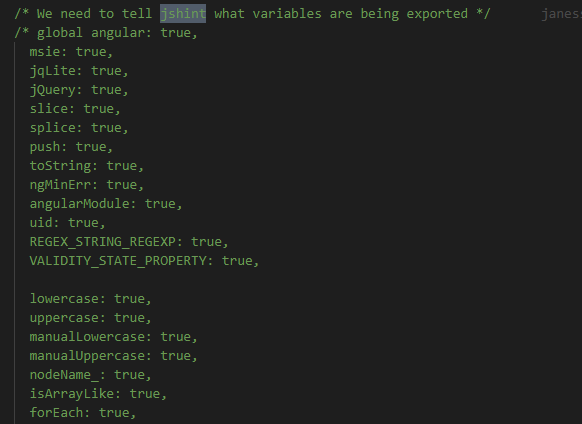 /* We need to tell jshint what variables are being exported */ janess
/* global angular: true,
msie: true,
jqLite: true,
jQuery: true,
slice: true,
splice: true,
push: true,
toString: true,
ngMinErr: true,
angularModule: true,
uid: true,
REGEX_STRING_REGEXP: true,
VALIDITY_STATE_PROPERTY: true,
lowercase: true,
uppercase: true,
manualLowercase: true,
manualUppercase: true,
nodeName_: true,
isArrayLike: true,
forEach: true,